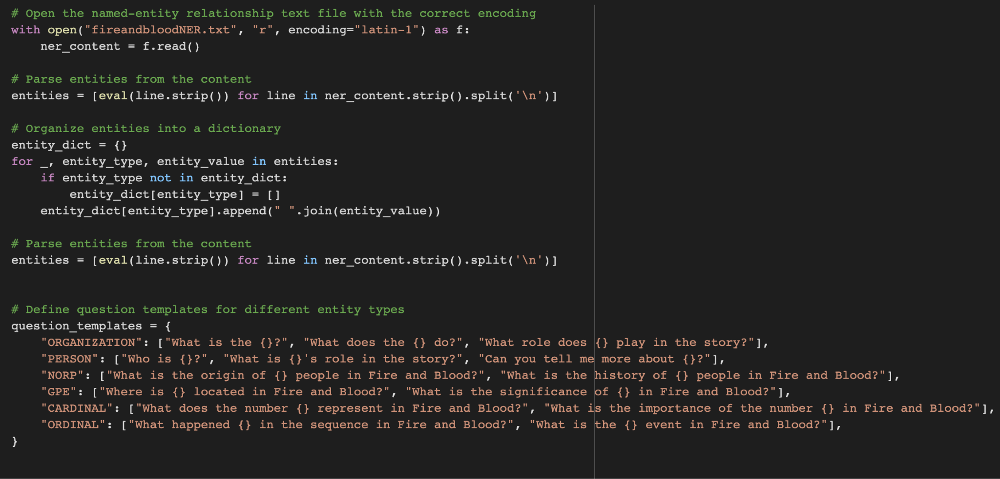 # Open the named-entity relationship text file with the correct encoding
with open("fireandbloodNER.txt", "r", encoding="latin-1") as f:
    ner_content = f.read()

# Parse entities from the content
entities = [eval(line.strip()) for line in ner_content.strip().split('\n')]

# Organize entities into a dictionary
entity_dict = {}
for _, entity_type, entity_value in entities:
    if entity_type not in entity_dict:
        entity_dict[entity_type] = []
    entity_dict[entity_type].append(" ".join(entity_value))

# Parse entities from the content
entities = [eval(line.strip()) for line in ner_content.strip().split('\n')]


# Define question templates for different entity types
question_templates = {
    "ORGANIZATION": ["What is the {}?", "What does the {} do?", "What role does {} play in the story?"],
    "PERSON": ["Who is {}?", "What is {}'s role in the story?", "Can you tell me more about {}?"],
    "NORP": ["What is the origin of {} people in Fire and Blood?", "What is the history of {} people in Fire and Blood?"],
    "GPE": ["Where is {} located in Fire and Blood?", "What is the significance of {} in Fire and Blood?"],
    "CARDINAL": ["What does the number {} represent in Fire and Blood?", "What is the importance of the number {} in Fire and Blood?"],
    "ORDINAL": ["What happened {} in the sequence in Fire and Blood?", "What is the {} event in Fire and Blood?"],
}